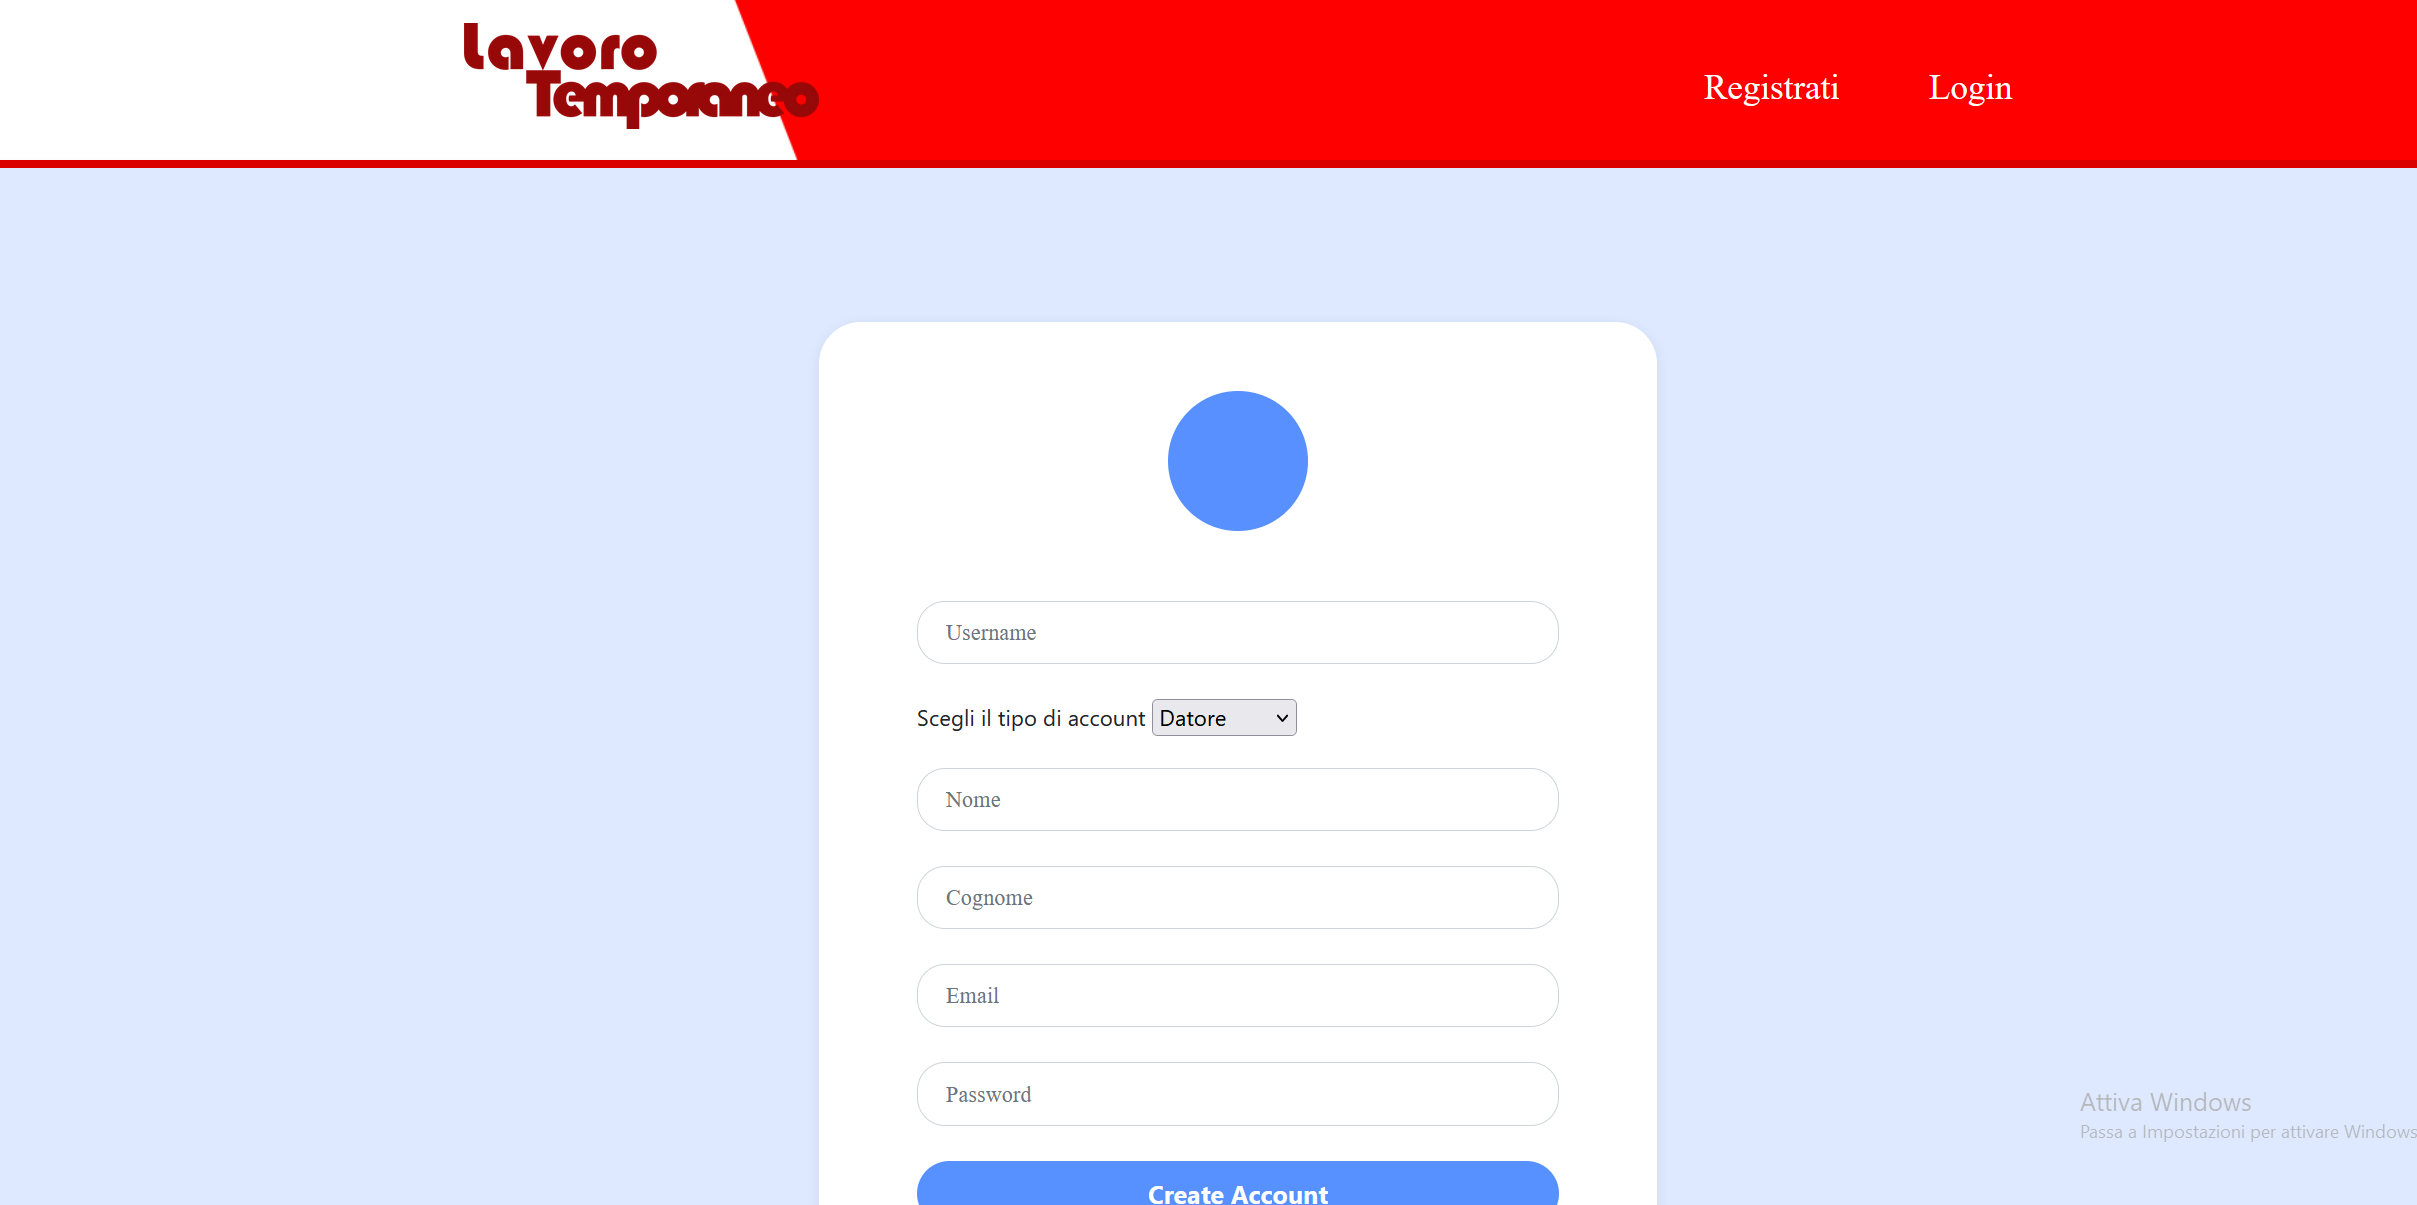 Lavoro
Temporaneo
Registrati Login
Username
Scegli il tipo di account Datore
Nome
Cognome
Email
Password
Create Account
Attiva Windows
Passa a Impostazioni per attivare Windows